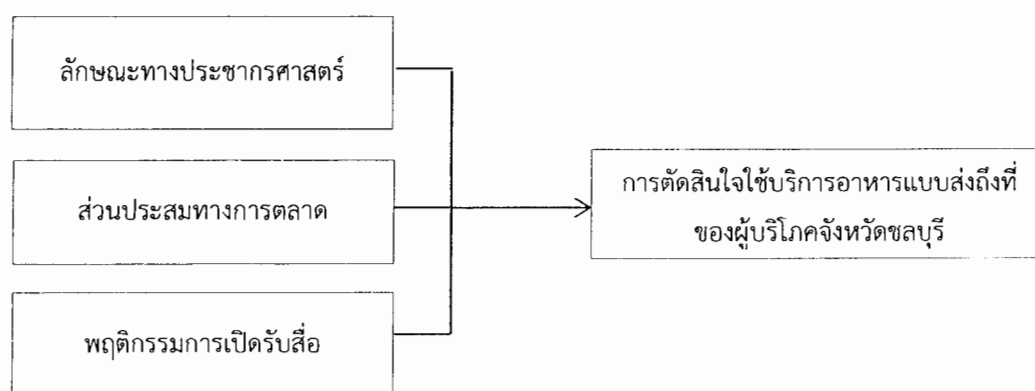 ลักษณะทางประชากรศาสตร์
ส่วนประสมทางการตลาด
พฤติกรรมการเปิดรับสื่อ
การตัดสินใจใช้บริการอาหารแบบส่งถึงที่
ของผู้บริโภคจังหวัดชลบุรี